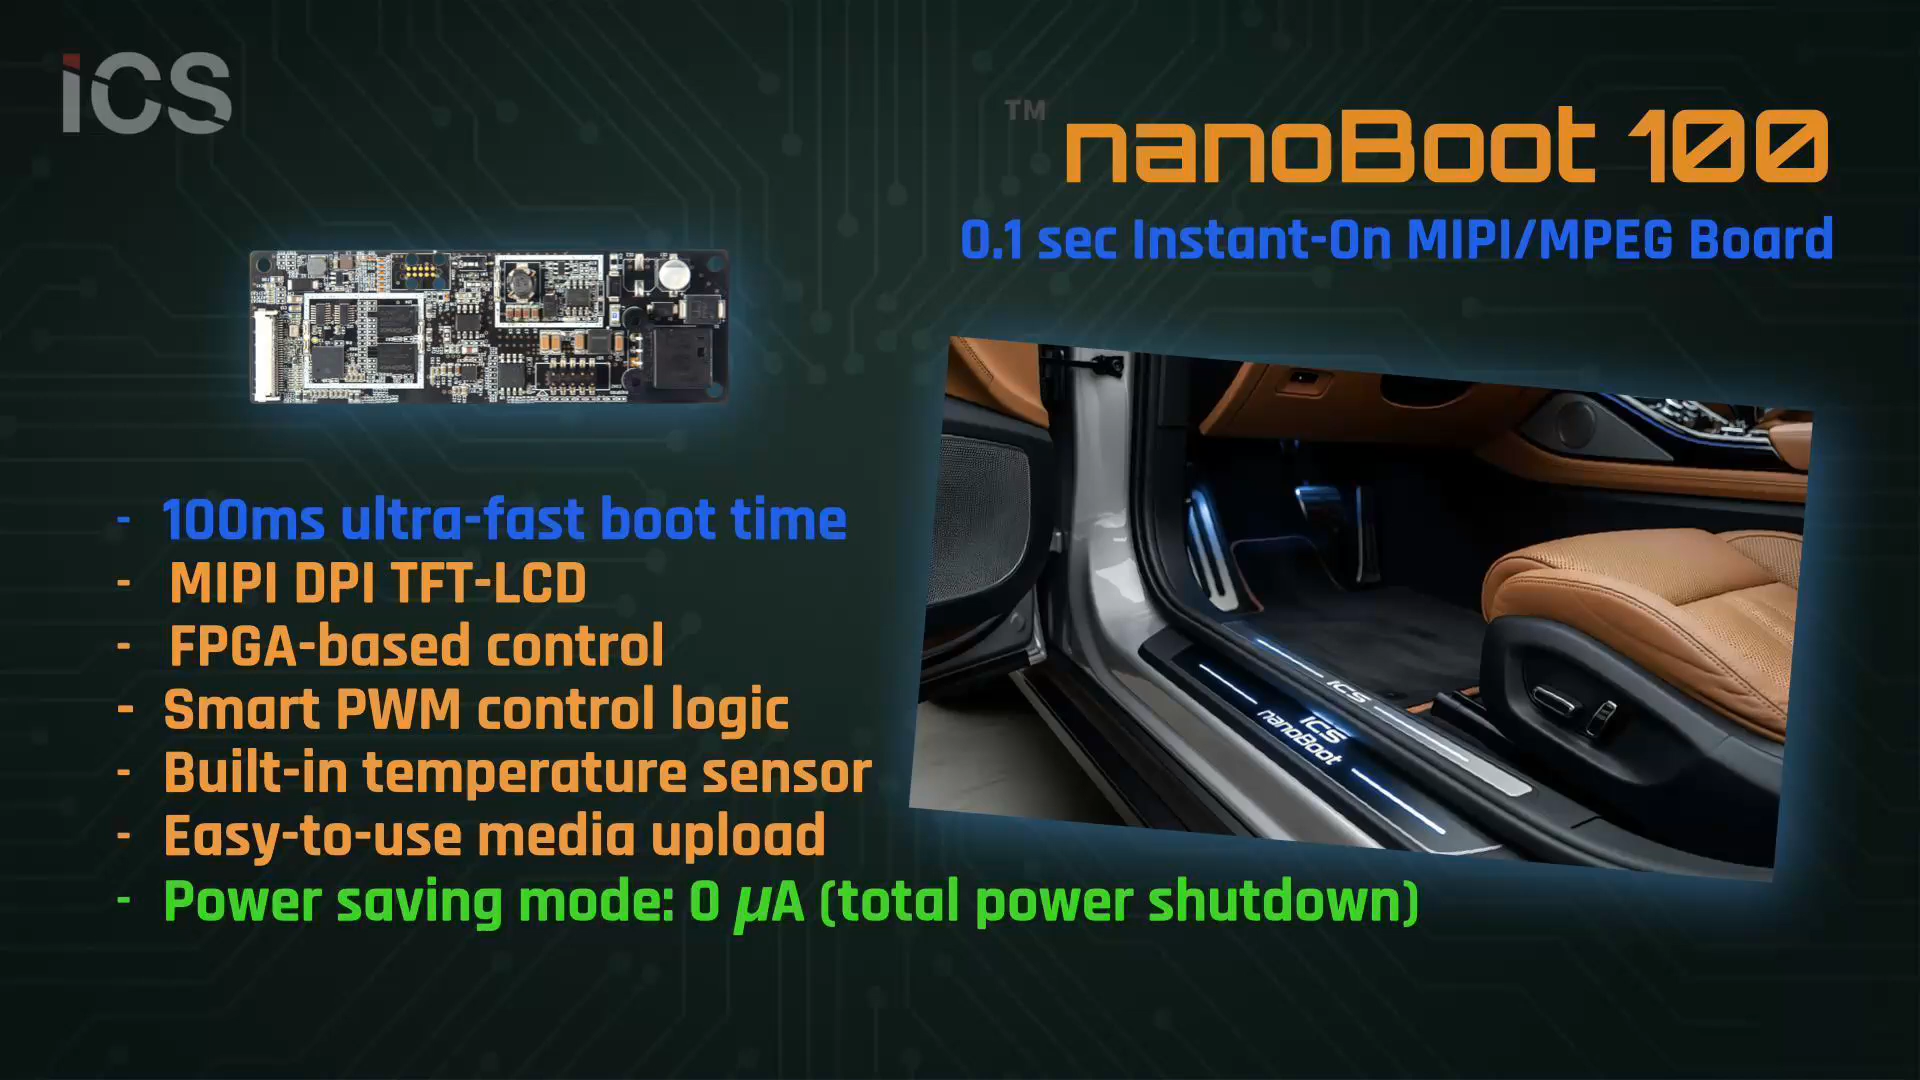 iCS
™ nanoBoot 100
0.1 sec Instant-On MIPI/MPEG Board
- 100ms ultra-fast boot time
- MIPI DPI TFT-LCD
- FPGA-based control
- Smart PWM control logic
- Built-in temperature sensor
- Easy-to-use media upload
- Power saving mode: 0 µA (total power shutdown)
iCS
iCS
nanoBoot